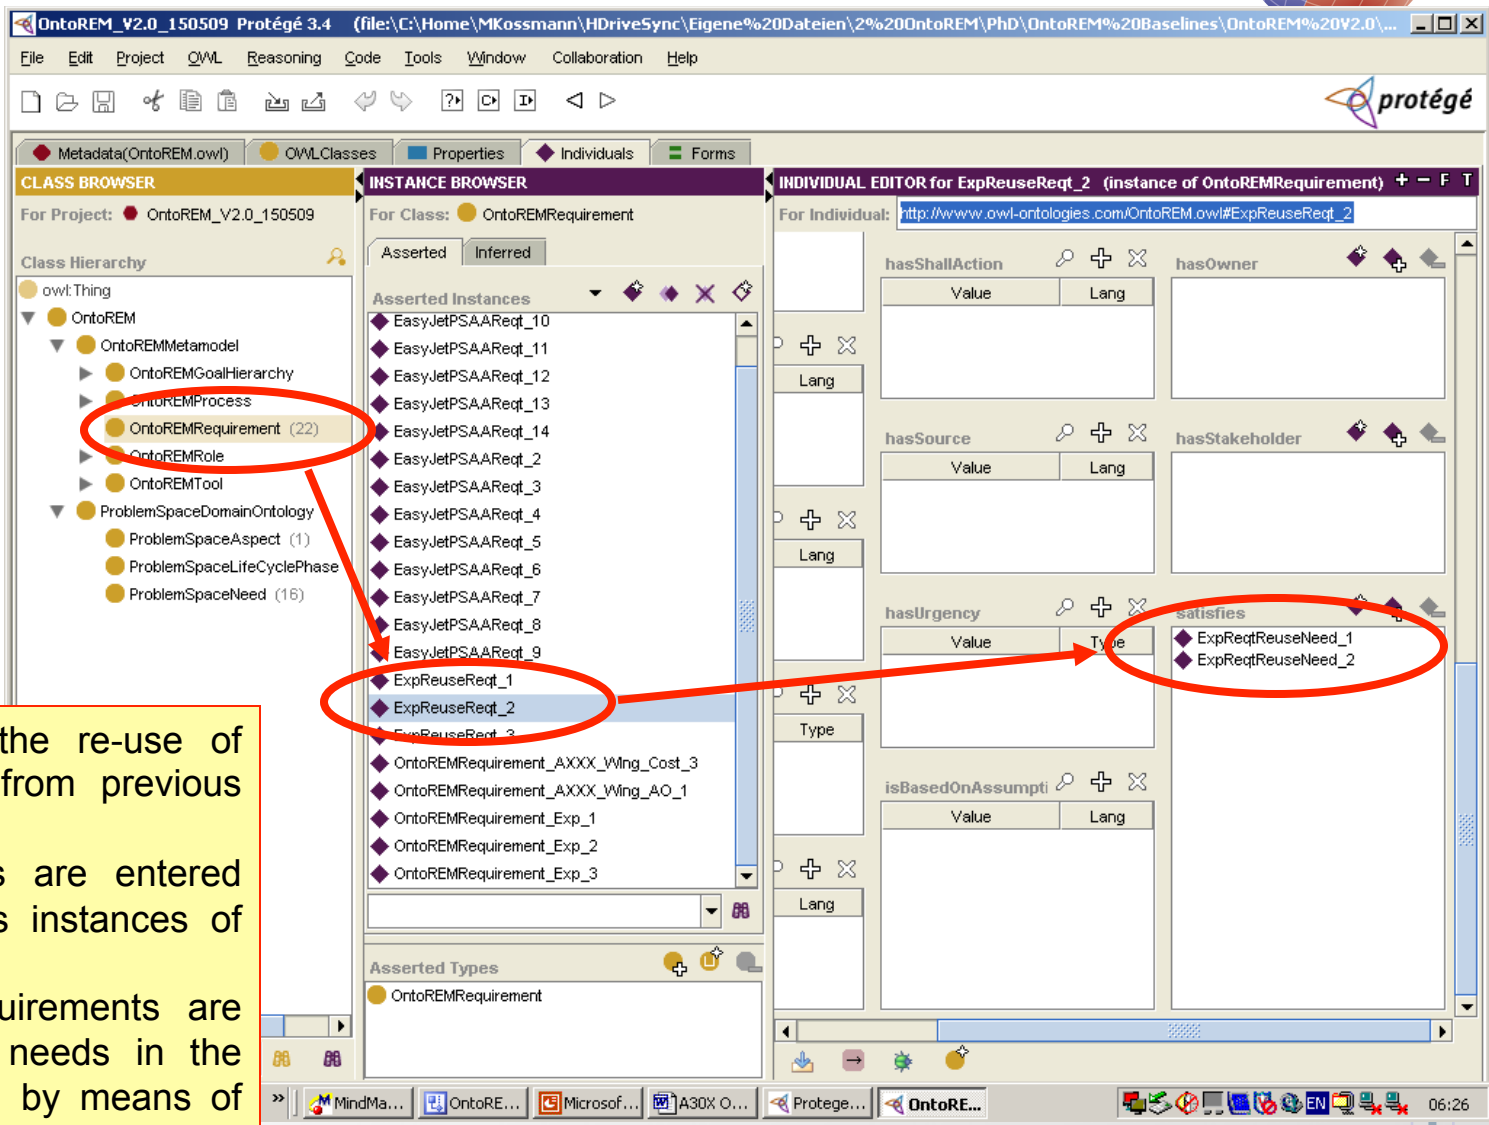 OntoREM_V2.0_150509 Protégé 3.4 (file:\C:\Home\MKossmann\HDriveSync\Eigene%20Dateien\2%20OntoREM\PhD\OntoREM%20Baselines\OntoREM%20V2.0\...
File Edit Project OWL Reasoning Code Tools Window Collaboration Help
protégé
Metadata(OntoREM.owl) OWLClasses Properties Individuals Forms
CLASS BROWSER
For Project: OntoREM_V2.0_150509
Class Hierarchy
owl:Thing
OntoREM
OntoREMMetamodel
OntoREMGoalHierarchy
OntoREMProcess
OntoREMRequirement (22)
OntoREMRole
OntoREMTool
ProblemSpaceDomainOntology
ProblemSpaceAspect (1)
ProblemSpaceLifeCyclePhase
ProblemSpaceNeed (16)
the re-use of
from previous
s are entered
s instances of
uirements are
needs in the
by means of
INSTANCE BROWSER
For Class: OntoREMRequirement
Asserted Inferred
Asserted Instances
EasyJetPSAAReqt_10
EasyJetPSAAReqt_11
EasyJetPSAAReqt_12
EasyJetPSAAReqt_13
EasyJetPSAAReqt_14
EasyJetPSAAReqt_2
EasyJetPSAAReqt_3
EasyJetPSAAReqt_4
EasyJetPSAAReqt_5
EasyJetPSAAReqt_6
EasyJetPSAAReqt_7
EasyJetPSAAReqt_8
EasyJetPSAAReqt_9
ExpReuseReqt_1
ExpReuseReqt_2
ExpReuseReqt_3
OntoREMRequirement_AXXX_Wing_Cost_3
OntoREMRequirement_AXXX_Wing_AO_1
OntoREMRequirement_Exp_1
OntoREMRequirement_Exp_2
OntoREMRequirement_Exp_3
Asserted Types
OntoREMRequirement
INDIVIDUAL EDITOR for ExpReuseReqt_2 (instance of OntoREMRequirement) + − F T
For Individual: http://www.owl-ontologies.com/OntoREM.owl#ExpReuseReqt_2
Lang
Lang
Type
Lang
hasShallAction
Value Lang
hasOwner
hasSource
Value Lang
hasStakeholder
hasUrgency
Value Type
satisfies
ExpReqtReuseNeed_1
ExpReqtReuseNeed_2
isBasedOnAssumpti
Value Lang
» MindMa... OntoRE... Microsof... A30X O... Protege... OntoRE... EN 06:26